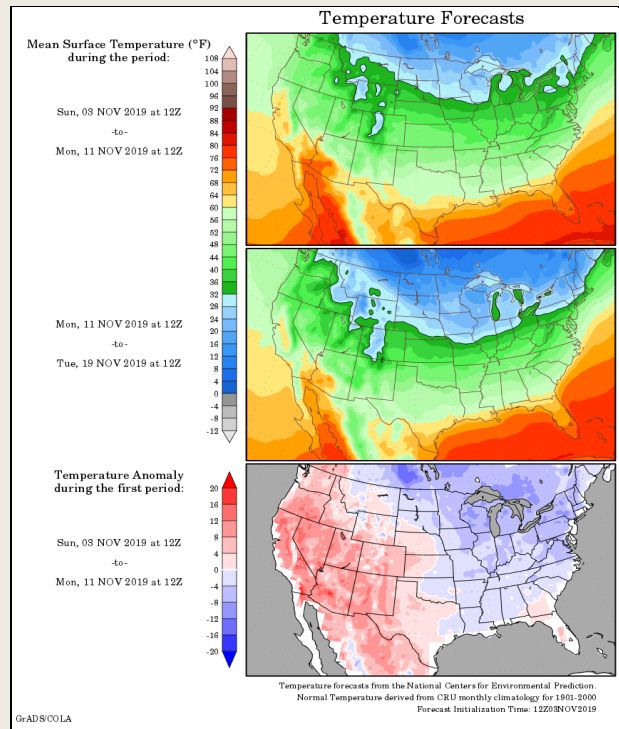 Temperature Forecasts
Mean Surface Temperature (°F)
during the period:
Sun, 03 NOV 2019 at 12Z
-to-
Mon, 11 NOV 2019 at 12Z
Mon, 11 NOV 2019 at 12Z
-to-
Tue, 19 NOV 2019 at 12Z
108
104
100
96
92
88
84
80
76
72
68
64
60
56
52
48
44
40
36
32
28
24
20
16
12
8
4
0
-4
-8
-12
Temperature Anomaly
during the first period:
Sun, 03 NOV 2019 at 12Z
-to-
Mon, 11 NOV 2019 at 12Z
20
16
12
8
4
0
-4
-8
-12
-16
-20
Temperature forecasts from the National Centers for Environmental Prediction.
Normal Temperature derived from CRU monthly climatology for 1901-2000
Forecast Initialization Time: 12Z03NOV2019
GrADS/COLA